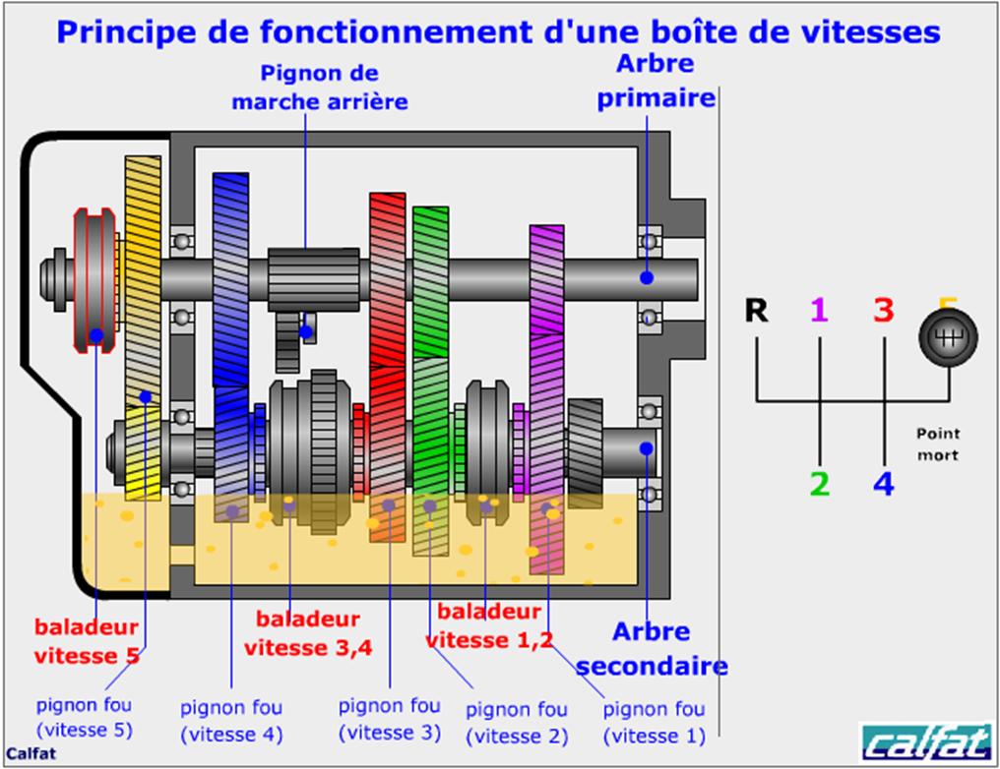 Principe de fonctionnement d'une boîte de vitesses
Pignon de
marche arrière
Arbre
primaire
R 1 3 5
Point
mort
2 4
baladeur
vitesse 5
baladeur
vitesse 3,4
baladeur
vitesse 1,2
Arbre
secondaire
pignon fou
(vitesse 5)
pignon fou
(vitesse 4)
pignon fou
(vitesse 3)
pignon fou
(vitesse 2)
pignon fou
(vitesse 1)
Calfat
calfat